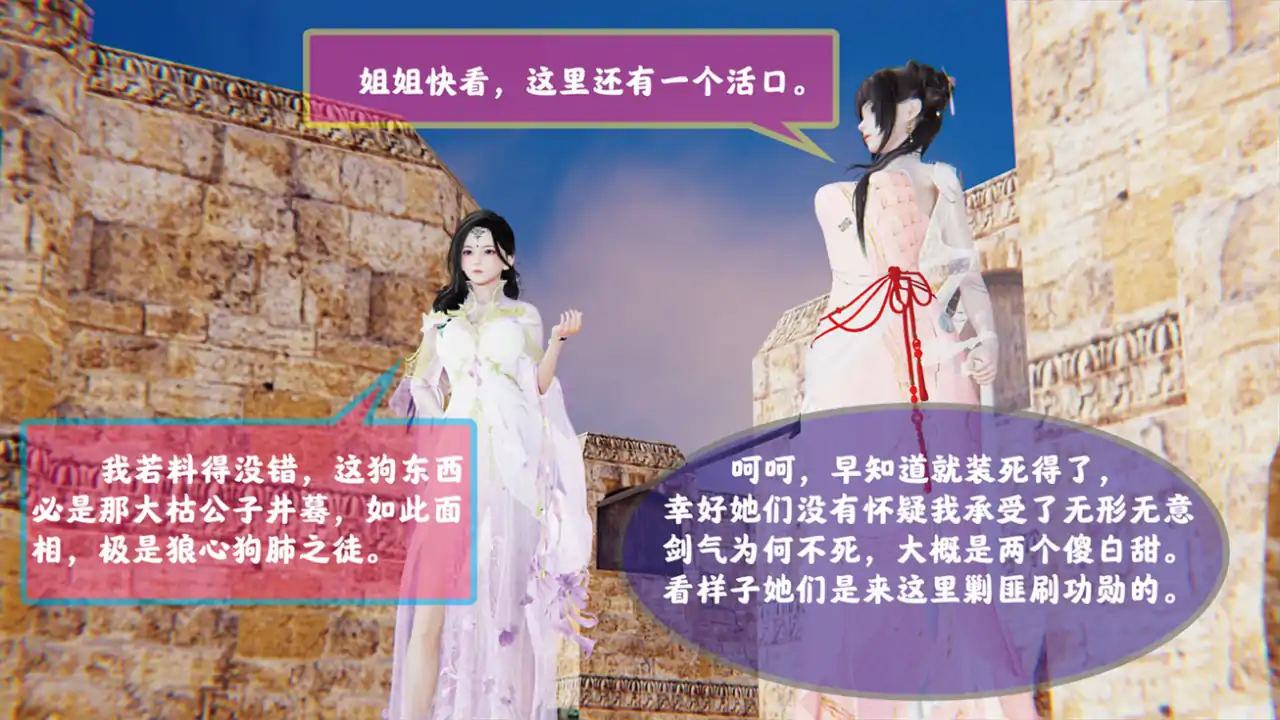 姐姐快看，这里还有一个活口。
我若料得没错，这狗东西
必是那大枯公子井蓦，如此面
相，极是狼心狗肺之徒。
呵呵，早知道就装死得了，
幸好她们没有怀疑我承受了无形无意
剑气为何不死，大概是两个傻白甜。
看样子她们是来这里剿匪刷功勋的。